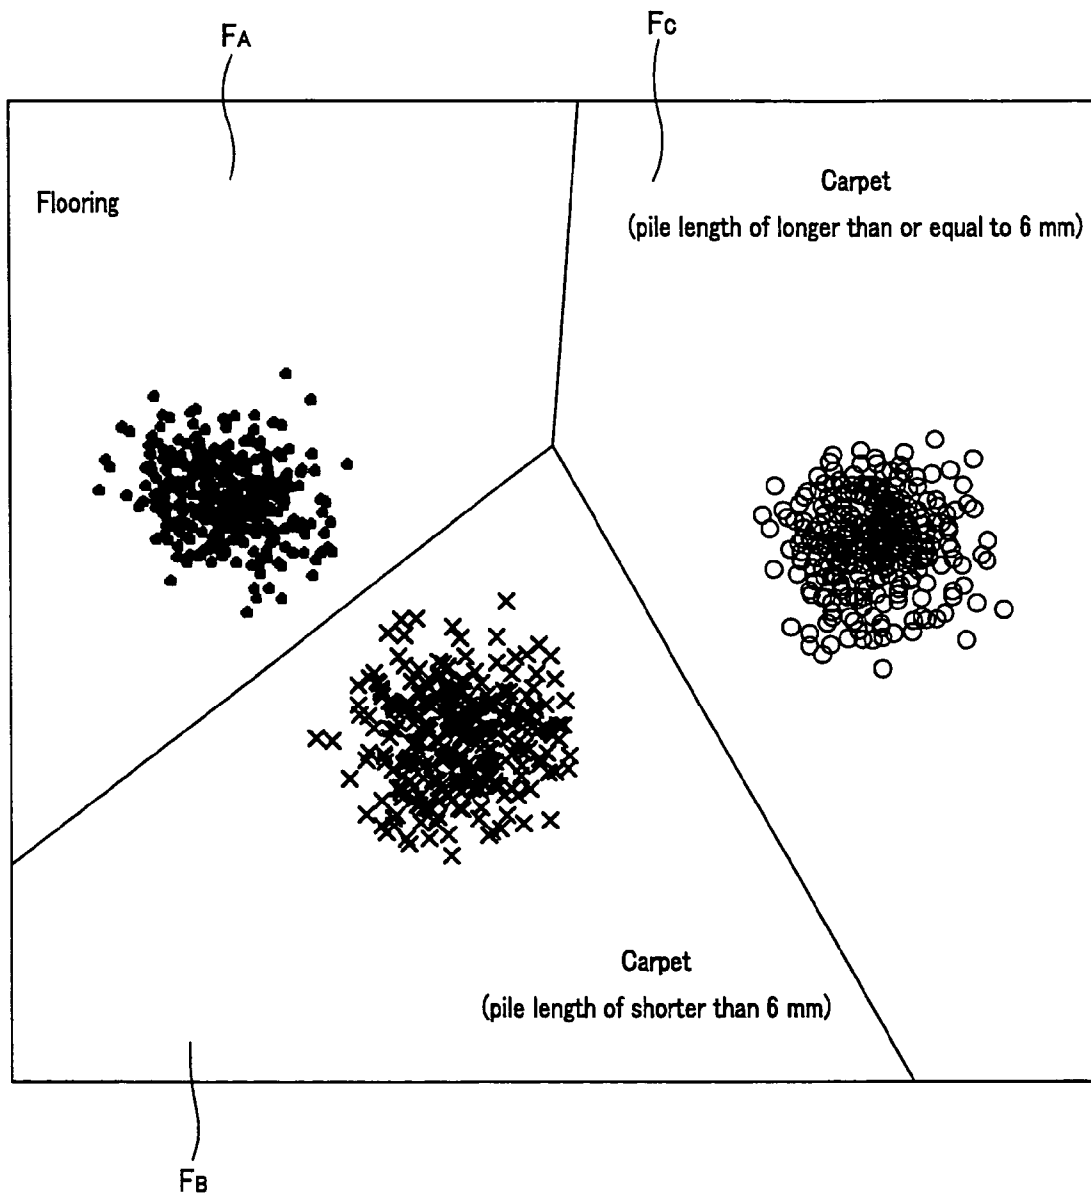 FA
FC
Flooring
Carpet
(pile length of longer than or equal to 6 mm)
Carpet
(pile length of shorter than 6 mm)
FB